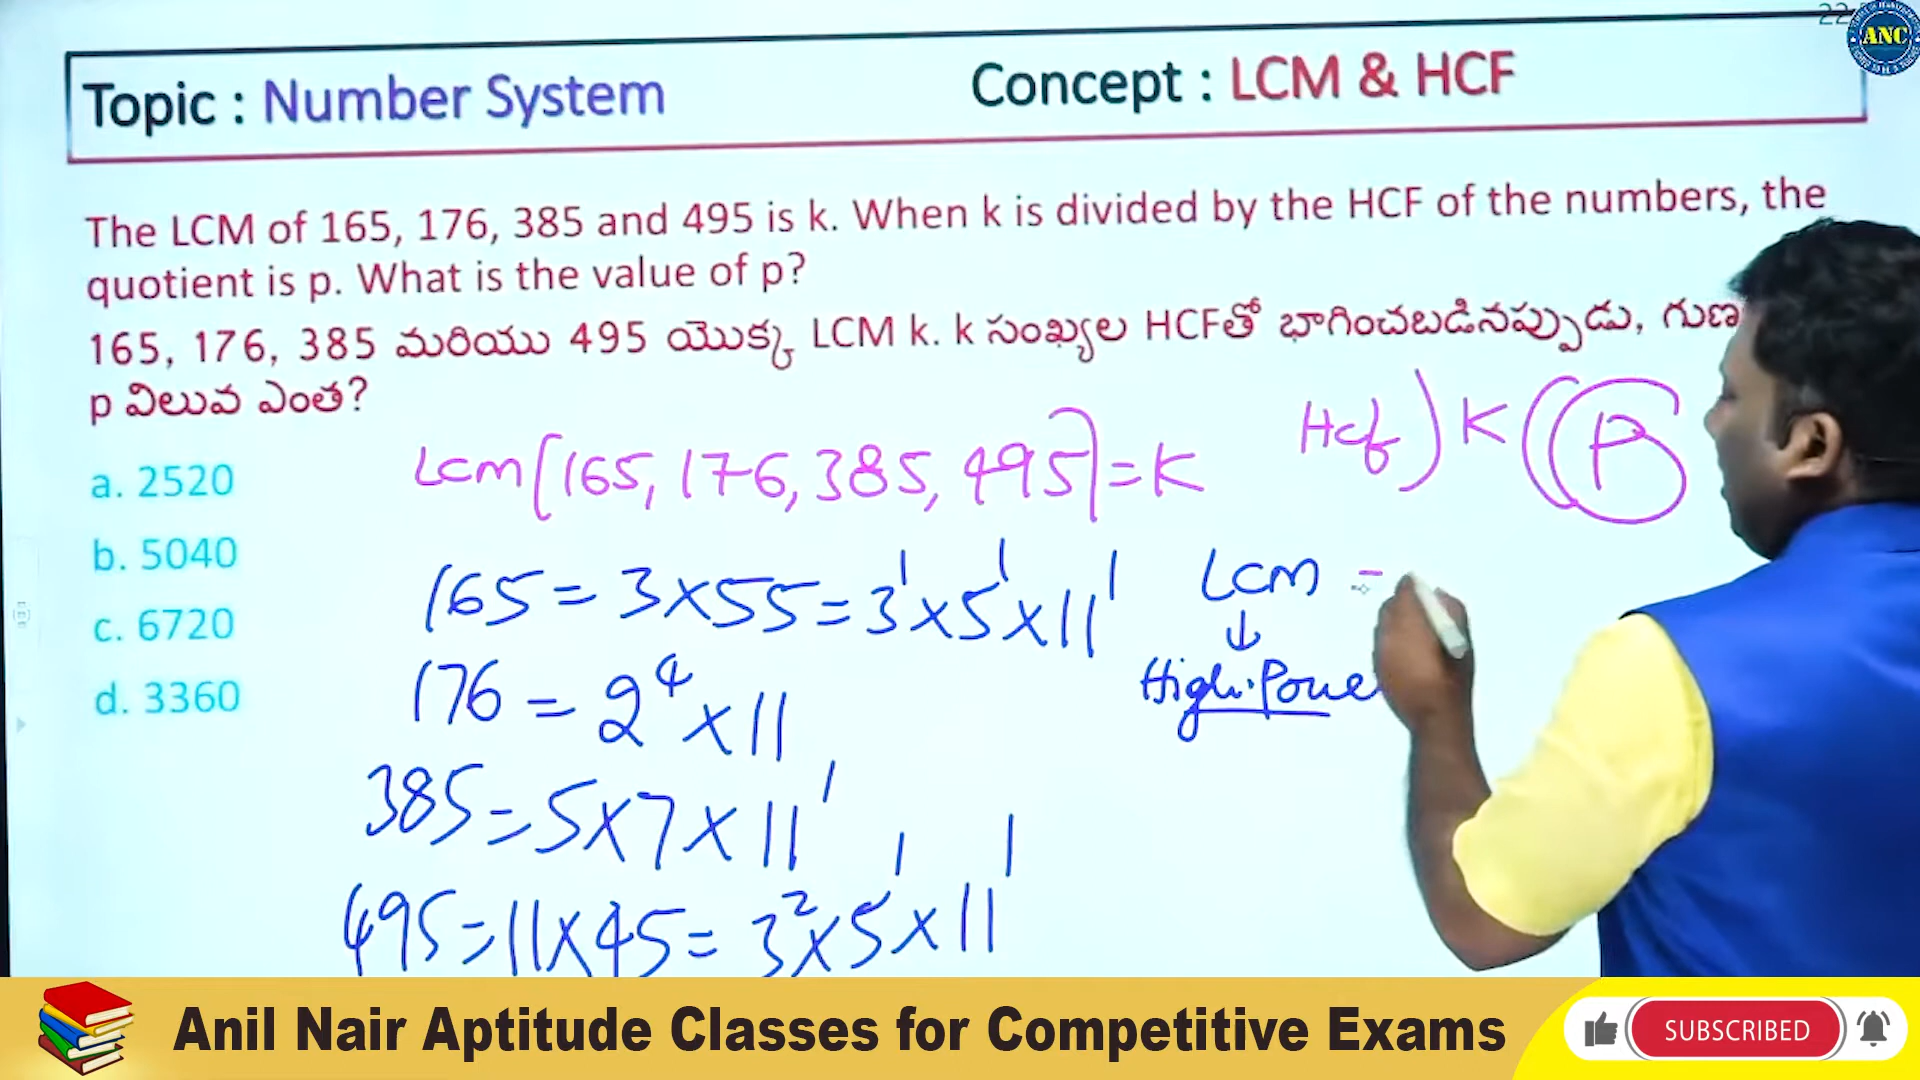 Topic : Number System Concept : LCM & HCF
ANC
The LCM of 165, 176, 385 and 495 is k. When k is divided by the HCF of the numbers, the
quotient is p. What is the value of p?
165, 176, 385 మరియు 495 యొక్క LCM k. k సంఖ్యల HCFతో భాగించబడినప్పుడు, గుణ
p విలువ ఎంత?
a. 2520
b. 5040
c. 6720
d. 3360
Lcm[165, 176, 385, 495] = K
Hcf) K (P
165 = 3×55 = 3¹×5¹×11¹
176 = 2⁴×11
385 = 5×7×11¹
495 = 11×45 = 3²×5¹×11¹
LCM =
↓
High.Power
Anil Nair Aptitude Classes for Competitive Exams
SUBSCRIBED